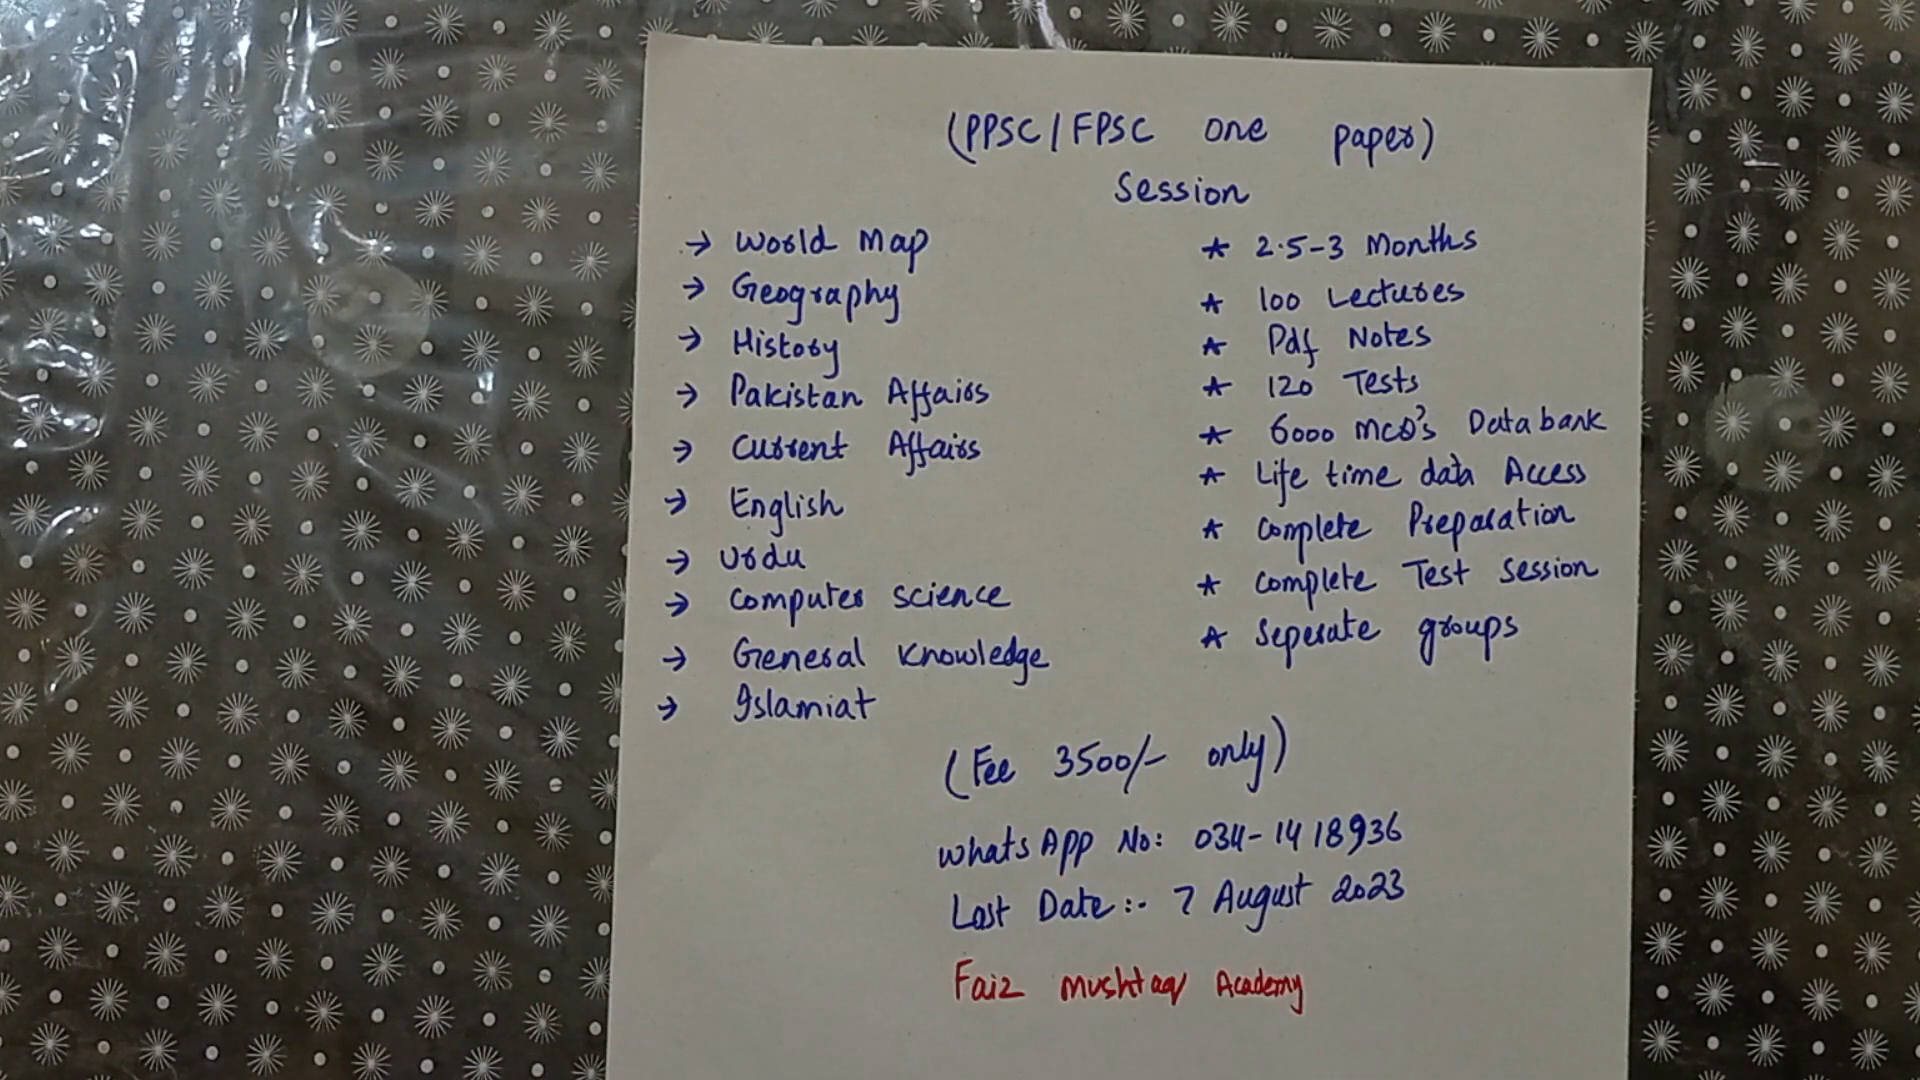 (PPSC/FPSC one paper)
Session
→ World Map
→ Geography
→ History
→ Pakistan Affairs
→ Current Affairs
→ English
→ Urdu
→ Computer science
→ General Knowledge
→ Islamiat
★ 2.5-3 Months
★ 100 Lectures
★ Pdf Notes
★ 120 Tests
★ 6000 MCQ's Databank
★ Life time data Access
★ Complete Preparation
★ Complete Test Session
★ Seperate groups
(Fee 3500/- only)
WhatsApp No: 034-1418936
Last Date:- 7 August 2023
Faiz Mushtaq Academy